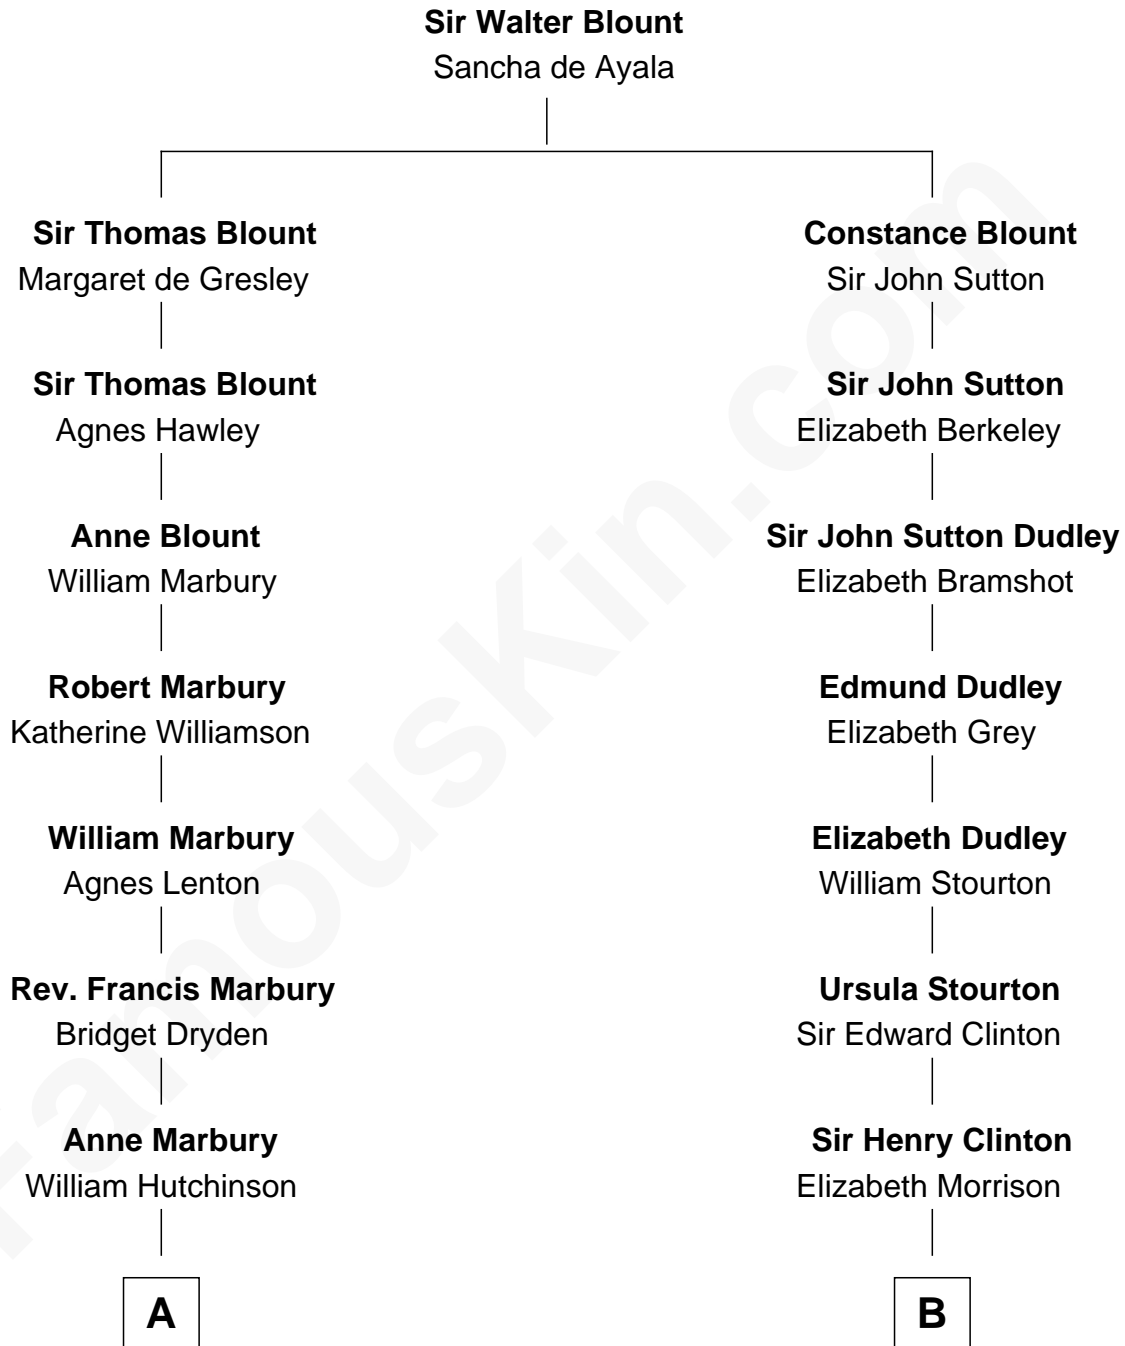 Sir Walter Blount
Sancha de Ayala
Sir Thomas Blount
Margaret de Gresley
Constance Blount
Sir John Sutton
Sir Thomas Blount
Agnes Hawley
Sir John Sutton
Elizabeth Berkeley
Anne Blount
William Marbury
Sir John Sutton Dudley
Elizabeth Bramshot
Robert Marbury
Katherine Williamson
Edmund Dudley
Elizabeth Grey
William Marbury
Agnes Lenton
Elizabeth Dudley
William Stourton
Rev. Francis Marbury
Bridget Dryden
Ursula Stourton
Sir Edward Clinton
Anne Marbury
William Hutchinson
Sir Henry Clinton
Elizabeth Morrison
A
B
FamousKin.com